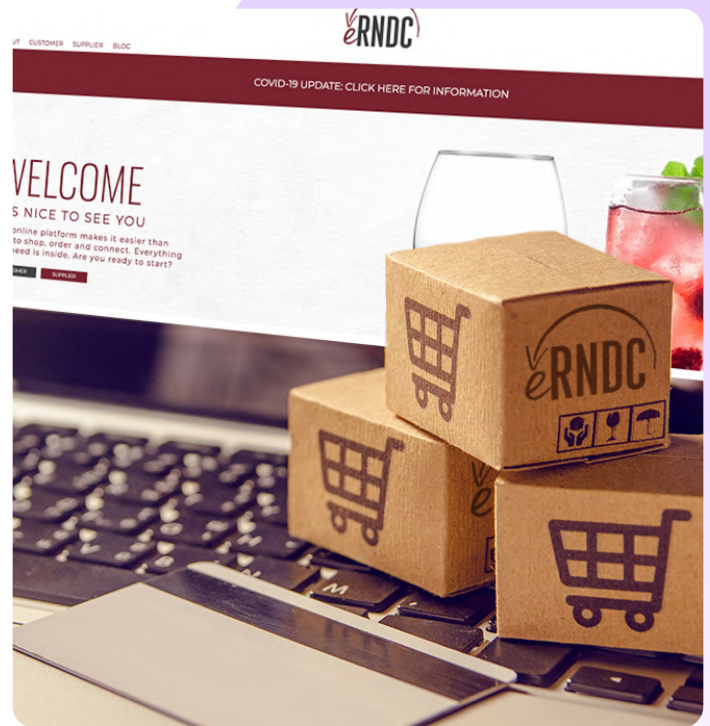 eRNDC
UT CUSTOMER SUPPLIER BLOG
COVID-19 UPDATE: CLICK HERE FOR INFORMATION
WELCOME
S NICE TO SEE YOU
online platform makes it easier than
to shop, order and connect. Everything
need is inside. Are you ready to start?
OMER SUPPLIER
eRNDC
e
M